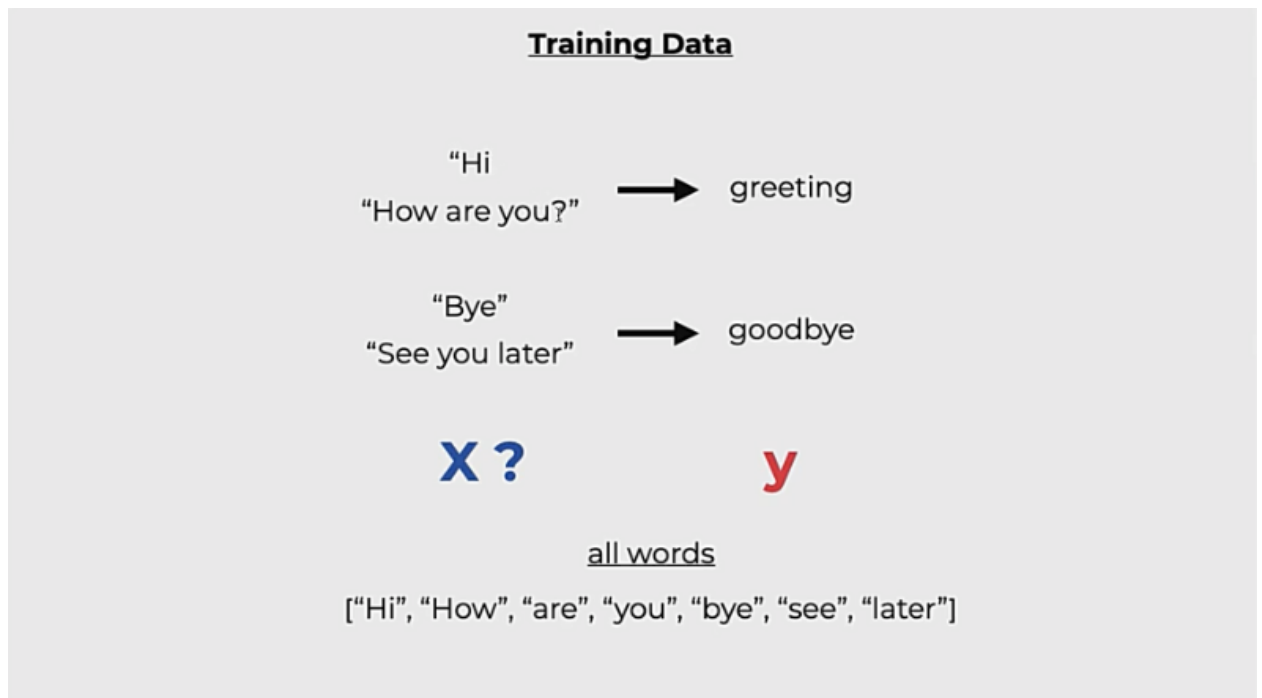 Training Data
“Hi
“How are you?”
greeting
“Bye”
“See you later”
goodbye
X ?
y
all words
[“Hi”, “How”, “are”, “you”, “bye”, “see”, “later”]